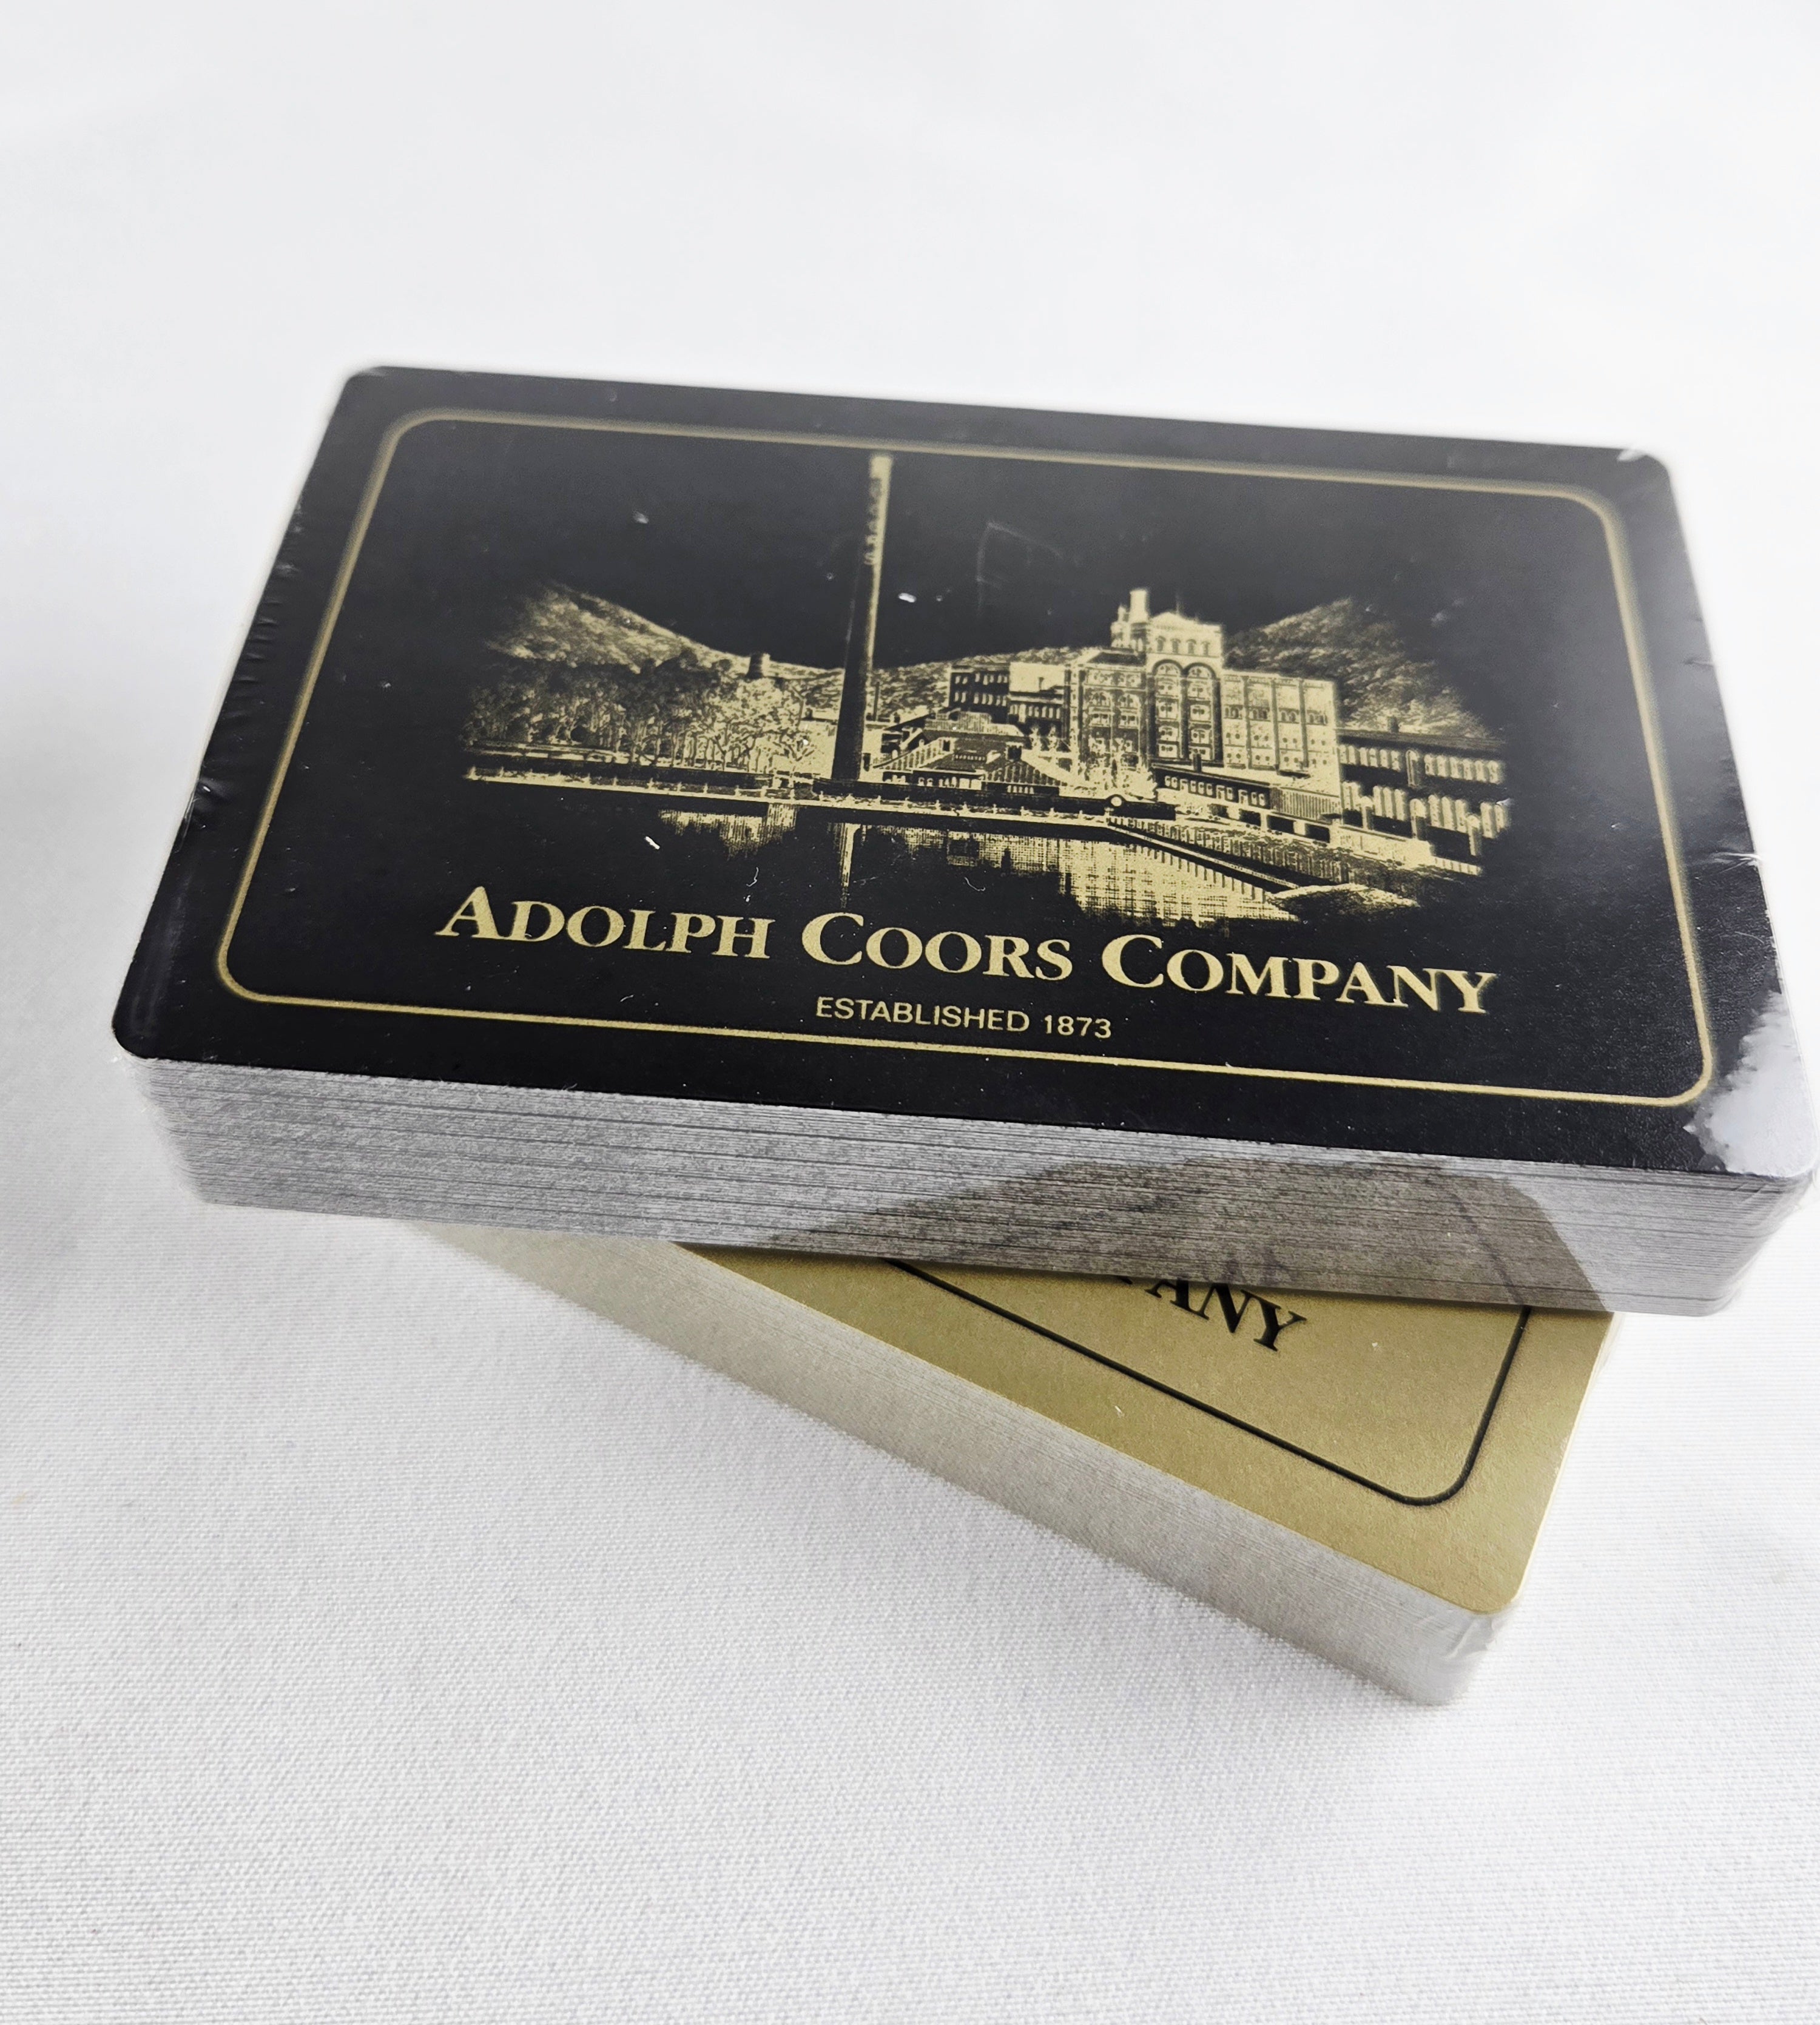 ADOLPH COORS COMPANY
ESTABLISHED 1873
ANY